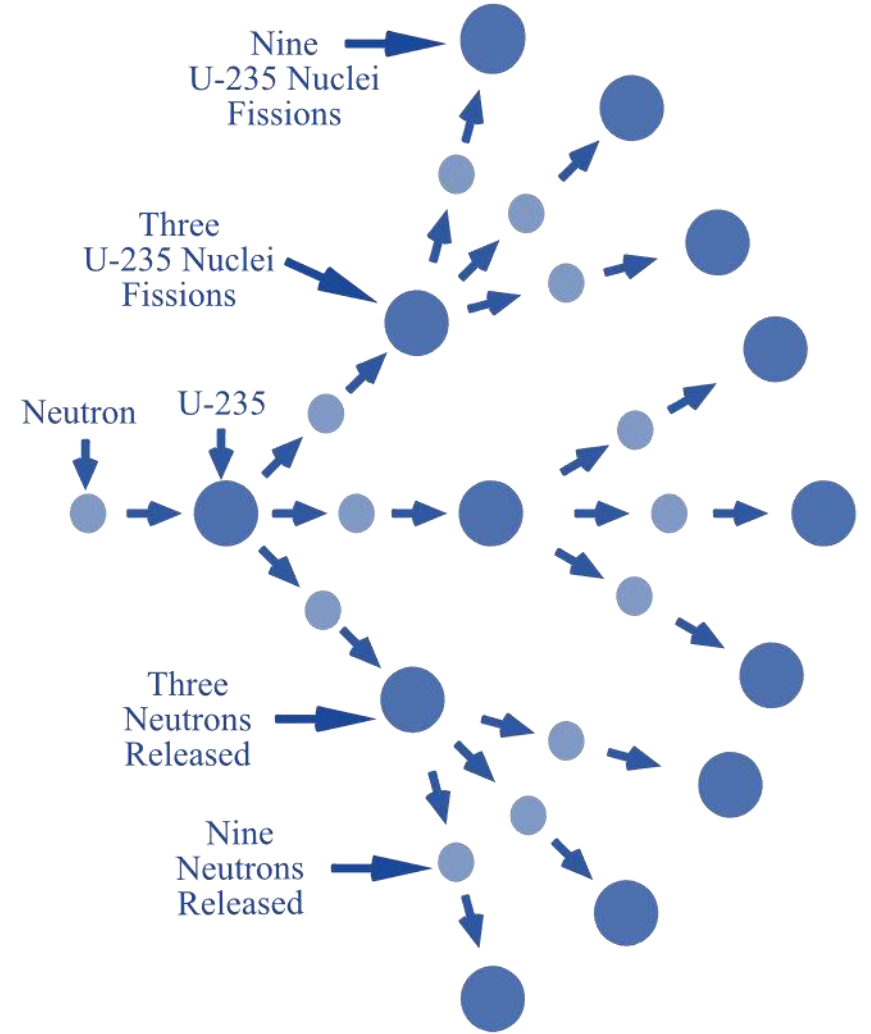 Nine
U-235 Nuclei
Fissions
Three
U-235 Nuclei
Fissions
Neutron
U-235
Three
Neutrons
Released
Nine
Neutrons
Released